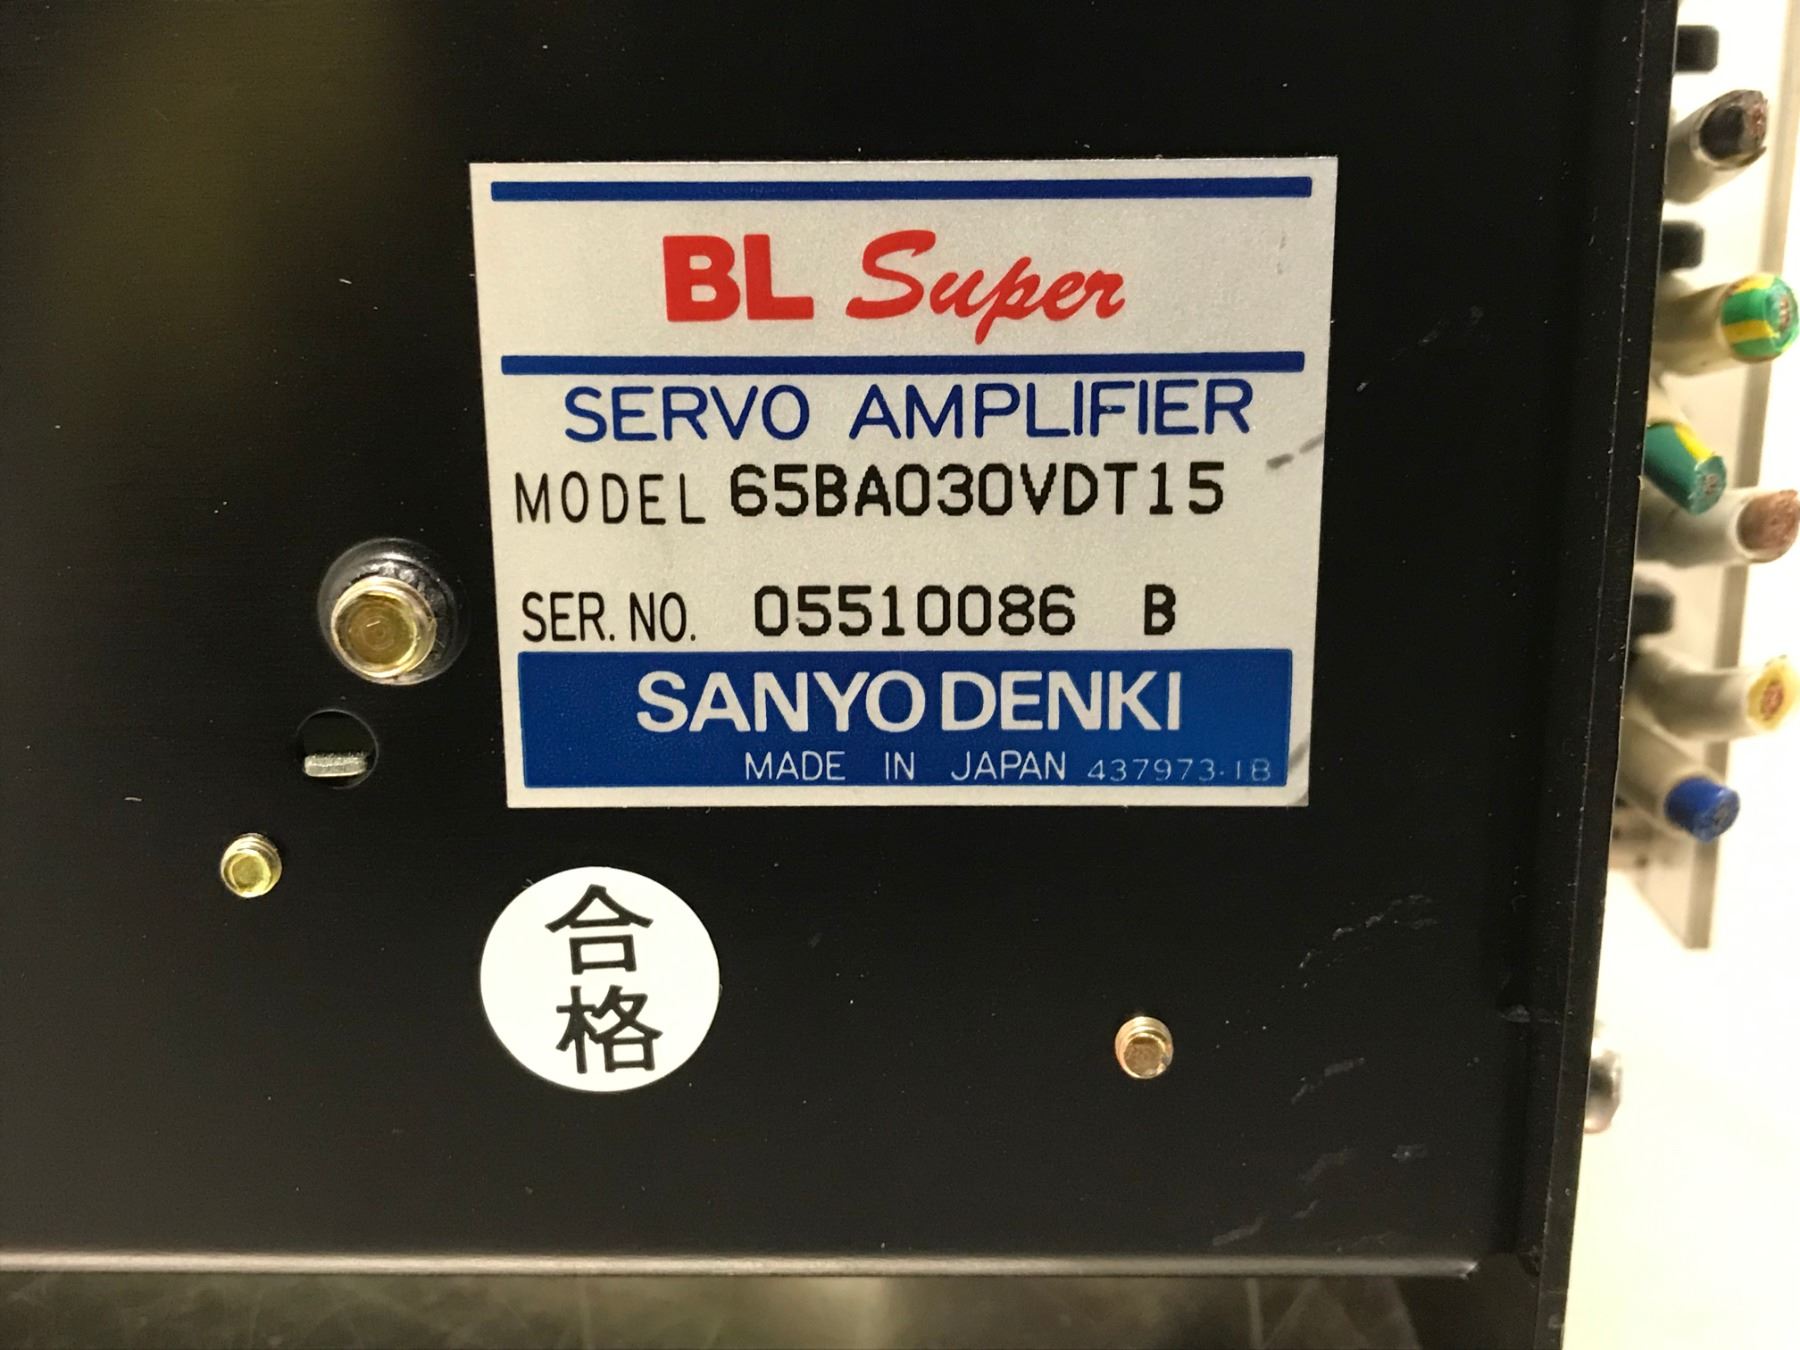 BL Super
SERVO AMPLIFIER
MODEL 65BA030VDT15
SER. NO. 05510086 B
SANYO DENKI
MADE IN JAPAN 437973-1B
合
格